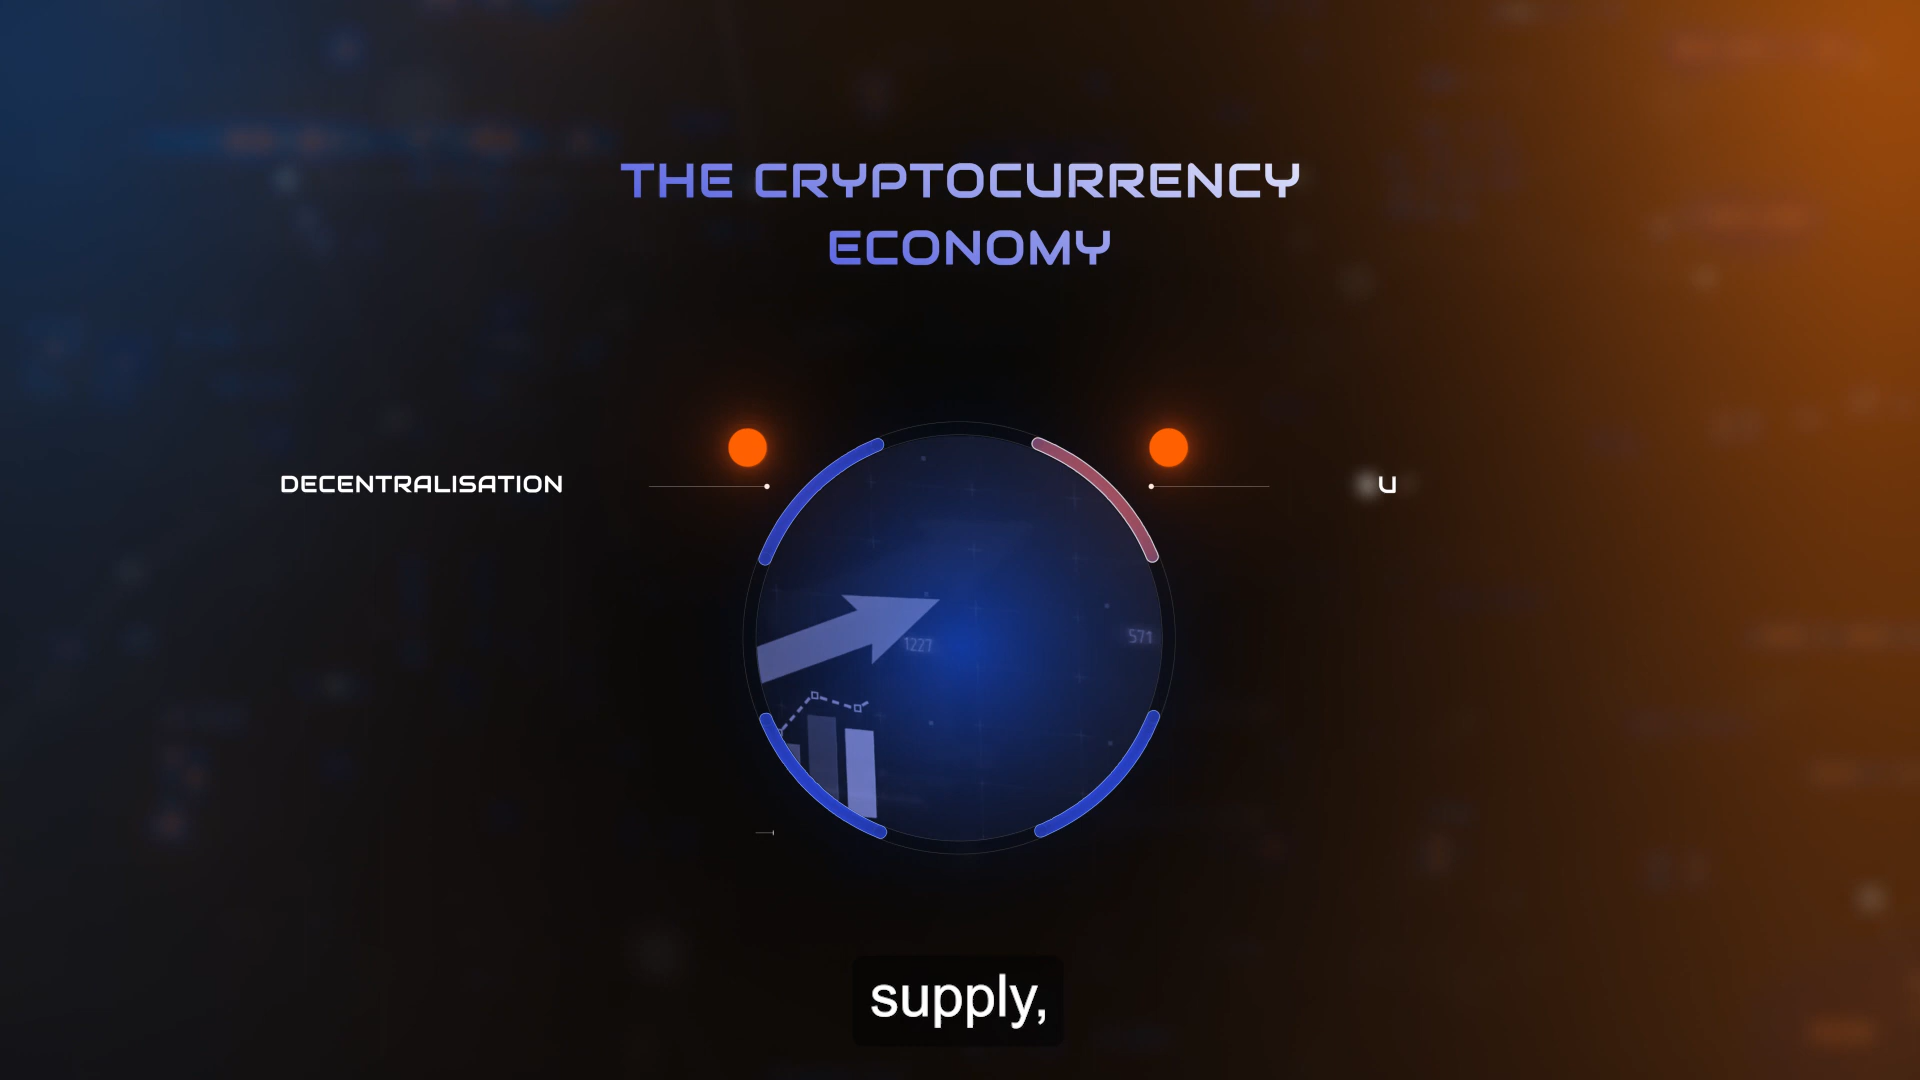 THE CRYPTOCURRENCY
ECONOMY
DECENTRALISATION
U
1227
571
supply,